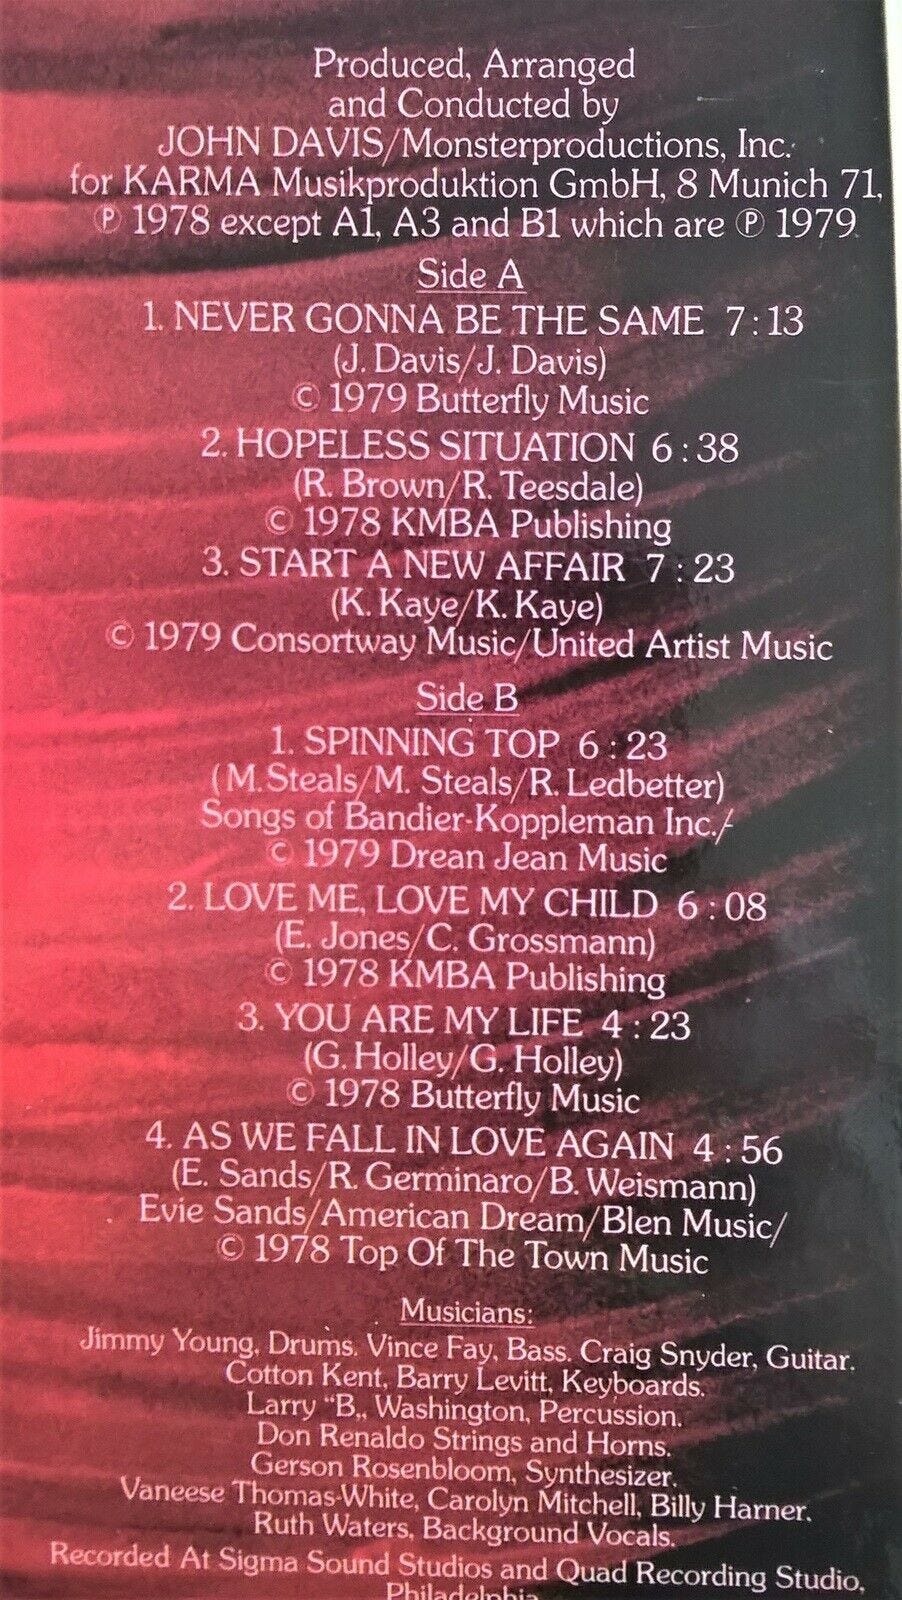 Produced, Arranged
and Conducted by
JOHN DAVIS/Monsterproductions, Inc.
for KARMA Musikproduktion GmbH, 8 Munich 71,
℗ 1978 except A1, A3 and B1 which are ℗ 1979
Side A
1. NEVER GONNA BE THE SAME 7:13
(J. Davis/J. Davis)
© 1979 Butterfly Music
2. HOPELESS SITUATION 6:38
(R. Brown/R. Teesdale)
© 1978 KMBA Publishing
3. START A NEW AFFAIR 7:23
(K. Kaye/K. Kaye)
© 1979 Consortway Music/United Artist Music
Side B
1. SPINNING TOP 6:23
(M. Steals/M. Steals/R. Ledbetter)
Songs of Bandier-Koppleman Inc./
© 1979 Drean Jean Music
2. LOVE ME, LOVE MY CHILD 6:08
(E. Jones/C. Grossmann)
© 1978 KMBA Publishing
3. YOU ARE MY LIFE 4:23
(G. Holley/G. Holley)
© 1978 Butterfly Music
4. AS WE FALL IN LOVE AGAIN 4:56
(E. Sands/R. Germinaro/B. Weismann)
Evie Sands/American Dream/Blen Music/
© 1978 Top Of The Town Music
Musicians:
Jimmy Young, Drums. Vince Fay, Bass. Craig Snyder, Guitar.
Cotton Kent, Barry Levitt, Keyboards.
Larry "B„ Washington, Percussion.
Don Renaldo Strings and Horns.
Gerson Rosenbloom, Synthesizer.
Vaneese Thomas-White, Carolyn Mitchell, Billy Harner.
Ruth Waters, Background Vocals.
Recorded At Sigma Sound Studios and Quad Recording Studio,
Philadelphia